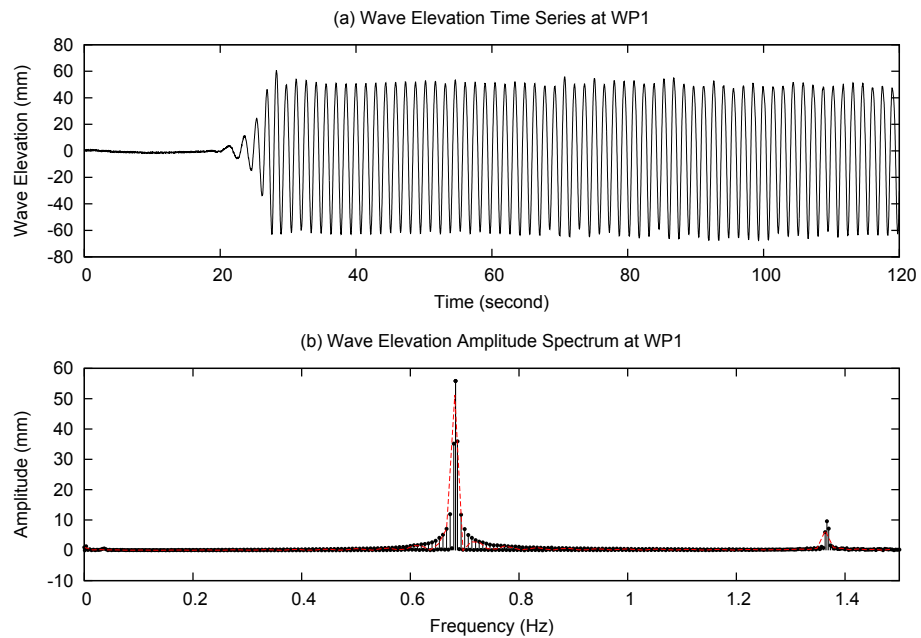 (a) Wave Elevation Time Series at WP1
80
60
40
20
0
-20
-40
-60
-80
Wave Elevation (mm)
0 20 40 60 80 100 120
Time (second)
(b) Wave Elevation Amplitude Spectrum at WP1
60
50
40
30
20
10
0
-10
Amplitude (mm)
0 0.2 0.4 0.6 0.8 1 1.2 1.4
Frequency (Hz)